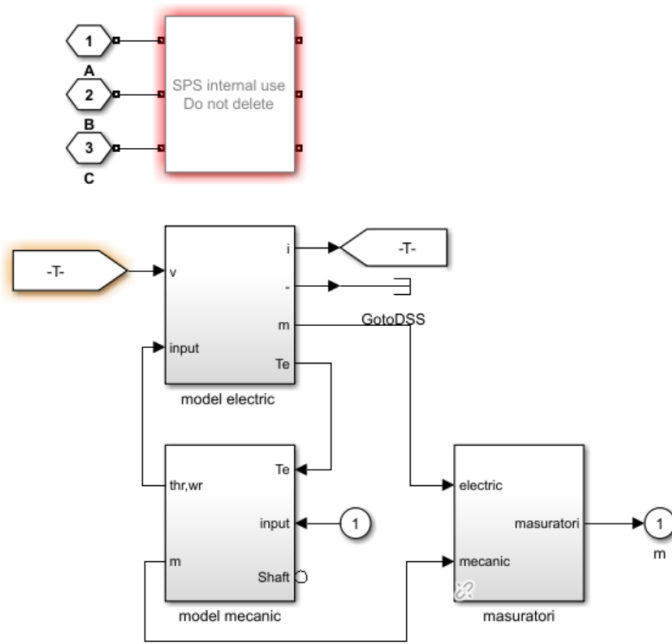 1
A
2
B
3
C
SPS internal use
Do not delete
-T-
v
input
i
-
m
Te
model electric
-T-
GotoDSS
thr,wr
m
Te
input
Shaft
model mecanic
1
electric
mecanic
masuratori
masuratori
1
m